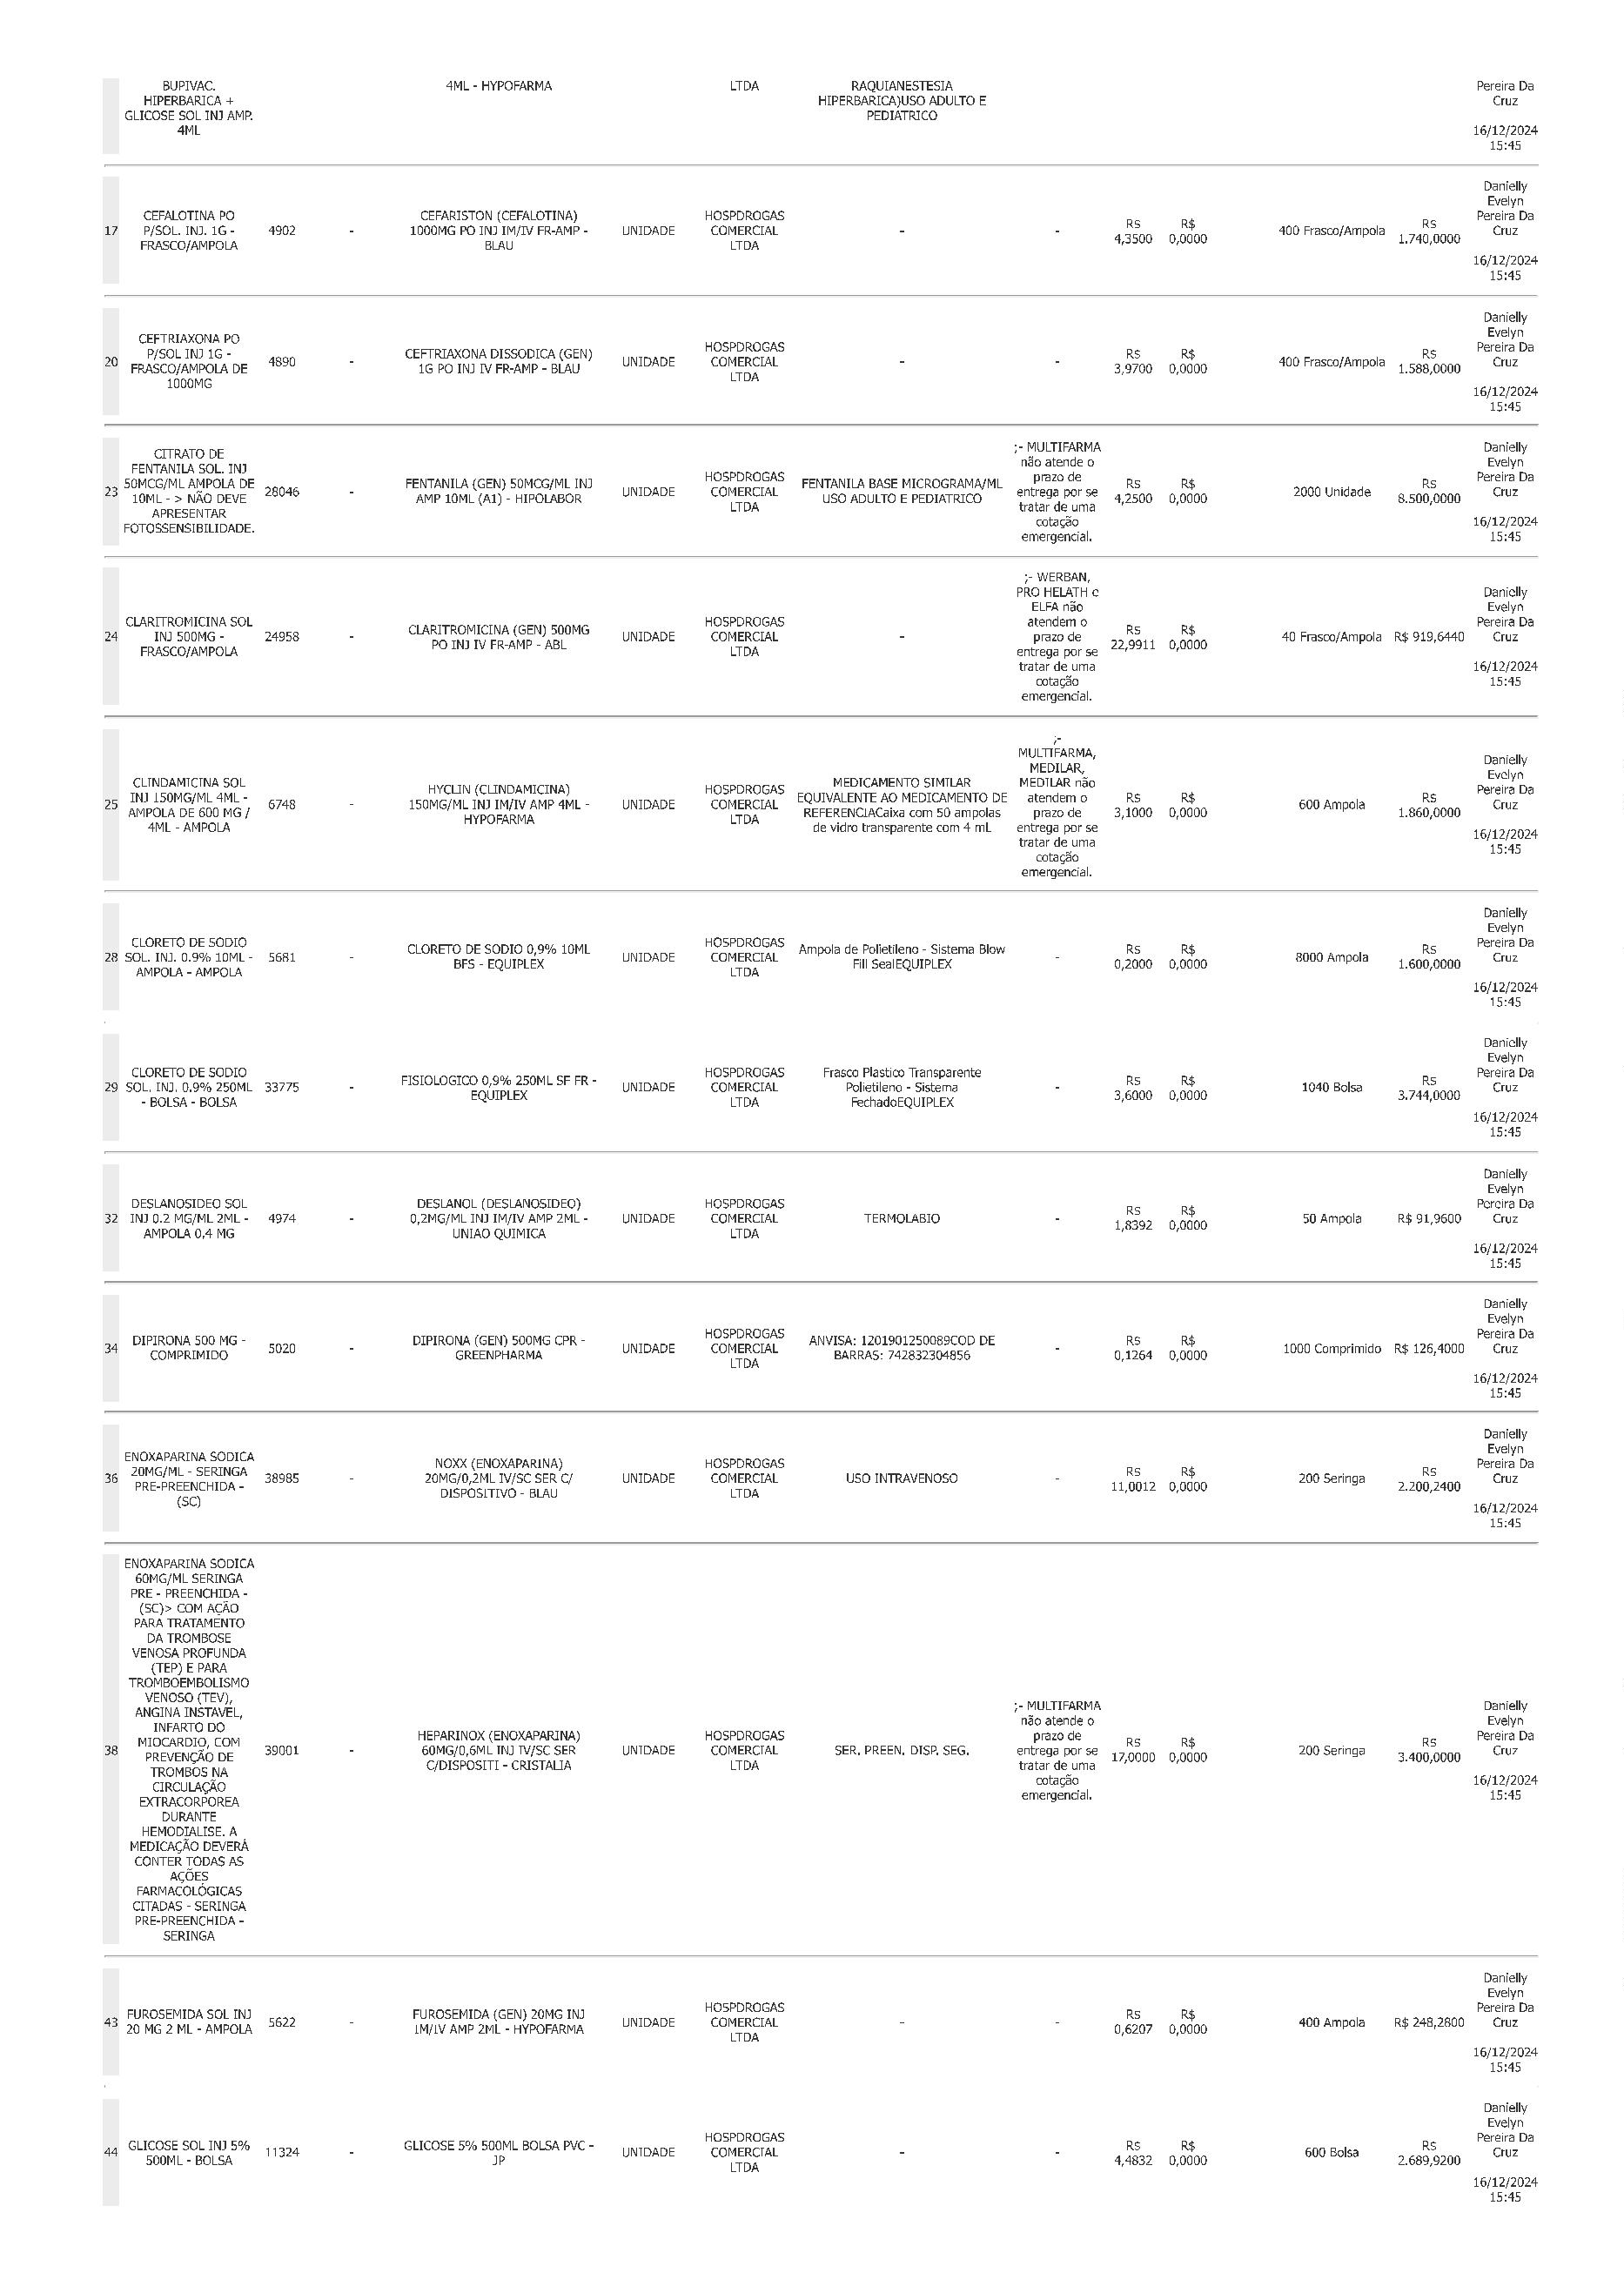 BUPIVAC.
HIPERBARICA +
GLICOSE SOL INJ AMP.
4ML
4ML - HYPOFARMA
LTDA
RAQUIANESTESIA
HIPERBARICA)USO ADULTO E
PEDIATRICO
Pereira Da
Cruz
16/12/2024
15:45
17
CEFALOTINA PO
P/SOL. INJ. 1G -
FRASCO/AMPOLA
4902
-
CEFARISTON (CEFALOTINA)
1000MG PO INJ IM/IV FR-AMP -
BLAU
UNIDADE
HOSPDROGAS
COMERCIAL
LTDA
-
-
R$
4,3500
R$
0,0000
400 Frasco/Ampola
R$
1.740,0000
Danielly
Evelyn
Pereira Da
Cruz
16/12/2024
15:45
20
CEFTRIAXONA PO
P/SOL INJ 1G -
FRASCO/AMPOLA DE
1000MG
4890
-
CEFTRIAXONA DISSODICA (GEN)
1G PO INJ IV FR-AMP - BLAU
UNIDADE
HOSPDROGAS
COMERCIAL
LTDA
-
-
R$
3,9700
R$
0,0000
400 Frasco/Ampola
R$
1.588,0000
Danielly
Evelyn
Pereira Da
Cruz
16/12/2024
15:45
23
CITRATO DE
FENTANILA SOL. INJ
50MCG/ML AMPOLA DE
10ML - > NÃO DEVE
APRESENTAR
FOTOSSENSIBILIDADE.
28046
-
FENTANILA (GEN) 50MCG/ML INJ
AMP 10ML (A1) - HIPOLABOR
UNIDADE
HOSPDROGAS
COMERCIAL
LTDA
FENTANILA BASE MICROGRAMA/ML
USO ADULTO E PEDIATRICO
;- MULTIFARMA
não atende o
prazo de
entrega por se
tratar de uma
cotação
emergencial.
R$
4,2500
R$
0,0000
2000 Unidade
R$
8.500,0000
Danielly
Evelyn
Pereira Da
Cruz
16/12/2024
15:45
24
CLARITROMICINA SOL
INJ 500MG -
FRASCO/AMPOLA
24958
-
CLARITROMICINA (GEN) 500MG
PO INJ IV FR-AMP - ABL
UNIDADE
HOSPDROGAS
COMERCIAL
LTDA
-
;- WERBAN,
PRO HELATH e
ELFA não
atendem o
prazo de
entrega por se
tratar de uma
cotação
emergencial.
R$
22,9911
R$
0,0000
40 Frasco/Ampola
R$ 919,6440
Danielly
Evelyn
Pereira Da
Cruz
16/12/2024
15:45
25
CLINDAMICINA SOL
INJ 150MG/ML 4ML -
AMPOLA DE 600 MG /
4ML - AMPOLA
6748
-
HYCLIN (CLINDAMICINA)
150MG/ML INJ IM/IV AMP 4ML -
HYPOFARMA
UNIDADE
HOSPDROGAS
COMERCIAL
LTDA
MEDICAMENTO SIMILAR
EQUIVALENTE AO MEDICAMENTO DE
REFERENCIACaixa com 50 ampolas
de vidro transparente com 4 mL
;-
MULTIFARMA,
MEDILAR,
MEDILAR não
atendem o
prazo de
entrega por se
tratar de uma
cotação
emergencial.
R$
3,1000
R$
0,0000
600 Ampola
R$
1.860,0000
Danielly
Evelyn
Pereira Da
Cruz
16/12/2024
15:45
28
CLORETO DE SODIO
SOL. INJ. 0.9% 10ML -
AMPOLA - AMPOLA
5681
-
CLORETO DE SODIO 0,9% 10ML
BFS - EQUIPLEX
UNIDADE
HOSPDROGAS
COMERCIAL
LTDA
Ampola de Polietileno - Sistema Blow
Fill SealEQUIPLEX
-
R$
0,2000
R$
0,0000
8000 Ampola
R$
1.600,0000
Danielly
Evelyn
Pereira Da
Cruz
16/12/2024
15:45
29
CLORETO DE SODIO
SOL. INJ. 0.9% 250ML
- BOLSA - BOLSA
33775
-
FISIOLOGICO 0,9% 250ML SF FR -
EQUIPLEX
UNIDADE
HOSPDROGAS
COMERCIAL
LTDA
Frasco Plastico Transparente
Polietileno - Sistema
FechadoEQUIPLEX
-
R$
3,6000
R$
0,0000
1040 Bolsa
R$
3.744,0000
Danielly
Evelyn
Pereira Da
Cruz
16/12/2024
15:45
32
DESLANOSIDEO SOL
INJ 0.2 MG/ML 2ML -
AMPOLA 0,4 MG
4974
-
DESLANOL (DESLANOSIDEO)
0,2MG/ML INJ IM/IV AMP 2ML -
UNIAO QUIMICA
UNIDADE
HOSPDROGAS
COMERCIAL
LTDA
TERMOLABIO
-
R$
1,8392
R$
0,0000
50 Ampola
R$ 91,9600
Danielly
Evelyn
Pereira Da
Cruz
16/12/2024
15:45
34
DIPIRONA 500 MG -
COMPRIMIDO
5020
-
DIPIRONA (GEN) 500MG CPR -
GREENPHARMA
UNIDADE
HOSPDROGAS
COMERCIAL
LTDA
ANVISA: 1201901250089COD DE
BARRAS: 742832304856
-
R$
0,1264
R$
0,0000
1000 Comprimido
R$ 126,4000
Danielly
Evelyn
Pereira Da
Cruz
16/12/2024
15:45
36
ENOXAPARINA SODICA
20MG/ML - SERINGA
PRE-PREENCHIDA -
(SC)
38985
-
NOXX (ENOXAPARINA)
20MG/0,2ML IV/SC SER C/
DISPOSITIVO - BLAU
UNIDADE
HOSPDROGAS
COMERCIAL
LTDA
USO INTRAVENOSO
-
R$
11,0012
R$
0,0000
200 Seringa
R$
2.200,2400
Danielly
Evelyn
Pereira Da
Cruz
16/12/2024
15:45
38
ENOXAPARINA SODICA
60MG/ML SERINGA
PRE - PREENCHIDA -
(SC)> COM AÇÃO
PARA TRATAMENTO
DA TROMBOSE
VENOSA PROFUNDA
(TEP) E PARA
TROMBOEMBOLISMO
VENOSO (TEV),
ANGINA INSTAVEL,
INFARTO DO
MIOCARDIO, COM
PREVENÇÃO DE
TROMBOS NA
CIRCULAÇÃO
EXTRACORPOREA
DURANTE
HEMODIALISE. A
MEDICAÇÃO DEVERÁ
CONTER TODAS AS
AÇÕES
FARMACOLÓGICAS
CITADAS - SERINGA
PRE-PREENCHIDA -
SERINGA
39001
-
HEPARINOX (ENOXAPARINA)
60MG/0,6ML INJ IV/SC SER
C/DISPOSITI - CRISTALIA
UNIDADE
HOSPDROGAS
COMERCIAL
LTDA
SER. PREEN. DISP. SEG.
;- MULTIFARMA
não atende o
prazo de
entrega por se
tratar de uma
cotação
emergencial.
R$
17,0000
R$
0,0000
200 Seringa
R$
3.400,0000
Danielly
Evelyn
Pereira Da
Cruz
16/12/2024
15:45
43
FUROSEMIDA SOL INJ
20 MG 2 ML - AMPOLA
5622
-
FUROSEMIDA (GEN) 20MG INJ
IM/IV AMP 2ML - HYPOFARMA
UNIDADE
HOSPDROGAS
COMERCIAL
LTDA
-
-
R$
0,6207
R$
0,0000
400 Ampola
R$ 248,2800
Danielly
Evelyn
Pereira Da
Cruz
16/12/2024
15:45
44
GLICOSE SOL INJ 5%
500ML - BOLSA
11324
-
GLICOSE 5% 500ML BOLSA PVC -
JP
UNIDADE
HOSPDROGAS
COMERCIAL
LTDA
-
-
R$
4,4832
R$
0,0000
600 Bolsa
R$
2.689,9200
Danielly
Evelyn
Pereira Da
Cruz
16/12/2024
15:45